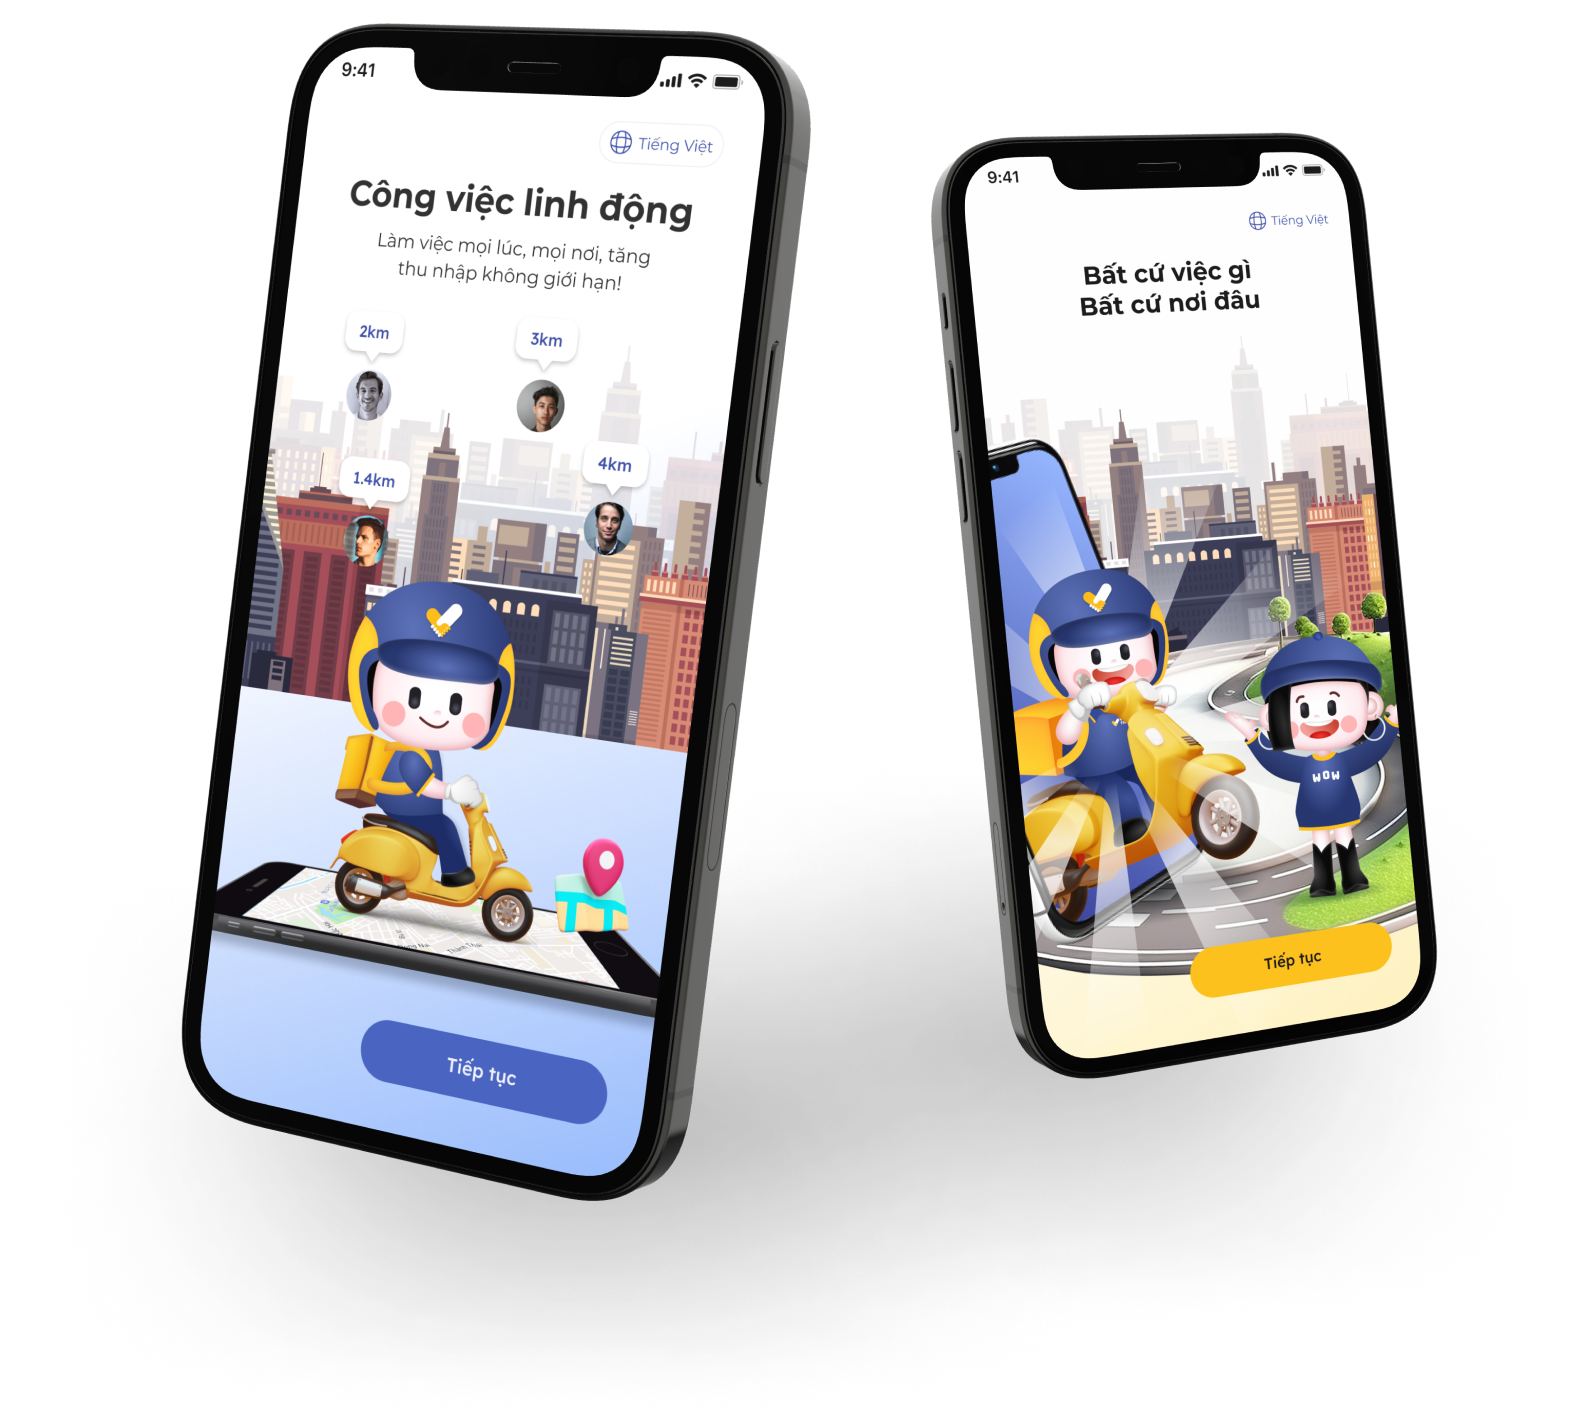 9:41
Tiếng Việt
Công việc linh động
Làm việc mọi lúc, mọi nơi, tăng
thu nhập không giới hạn!
2km
3km
4km
1.4km
Tiếp tục
9:41
Tiếng Việt
Bất cứ việc gì
Bất cứ nơi đâu
WOW
Tiếp tục